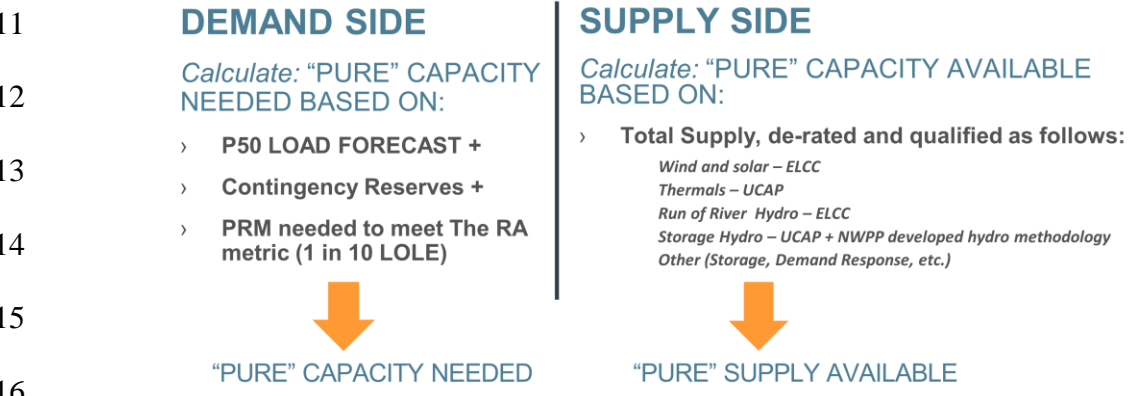 11
DEMAND SIDE
Calculate: “PURE” CAPACITY
NEEDED BASED ON:
› P50 LOAD FORECAST +
› Contingency Reserves +
› PRM needed to meet The RA
metric (1 in 10 LOLE)
“PURE” CAPACITY NEEDED
SUPPLY SIDE
Calculate: “PURE” CAPACITY AVAILABLE
BASED ON:
› Total Supply, de-rated and qualified as follows:
Wind and solar – ELCC
Thermals – UCAP
Run of River Hydro – ELCC
Storage Hydro – UCAP + NWPP developed hydro methodology
Other (Storage, Demand Response, etc.)
“PURE” SUPPLY AVAILABLE
12
13
14
15
16